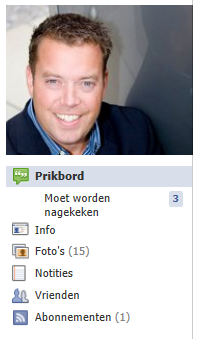 Prikbord
Moet worden 3
nagekeken
Info
Foto's (15)
Notities
Vrienden
Abonnementen (1)